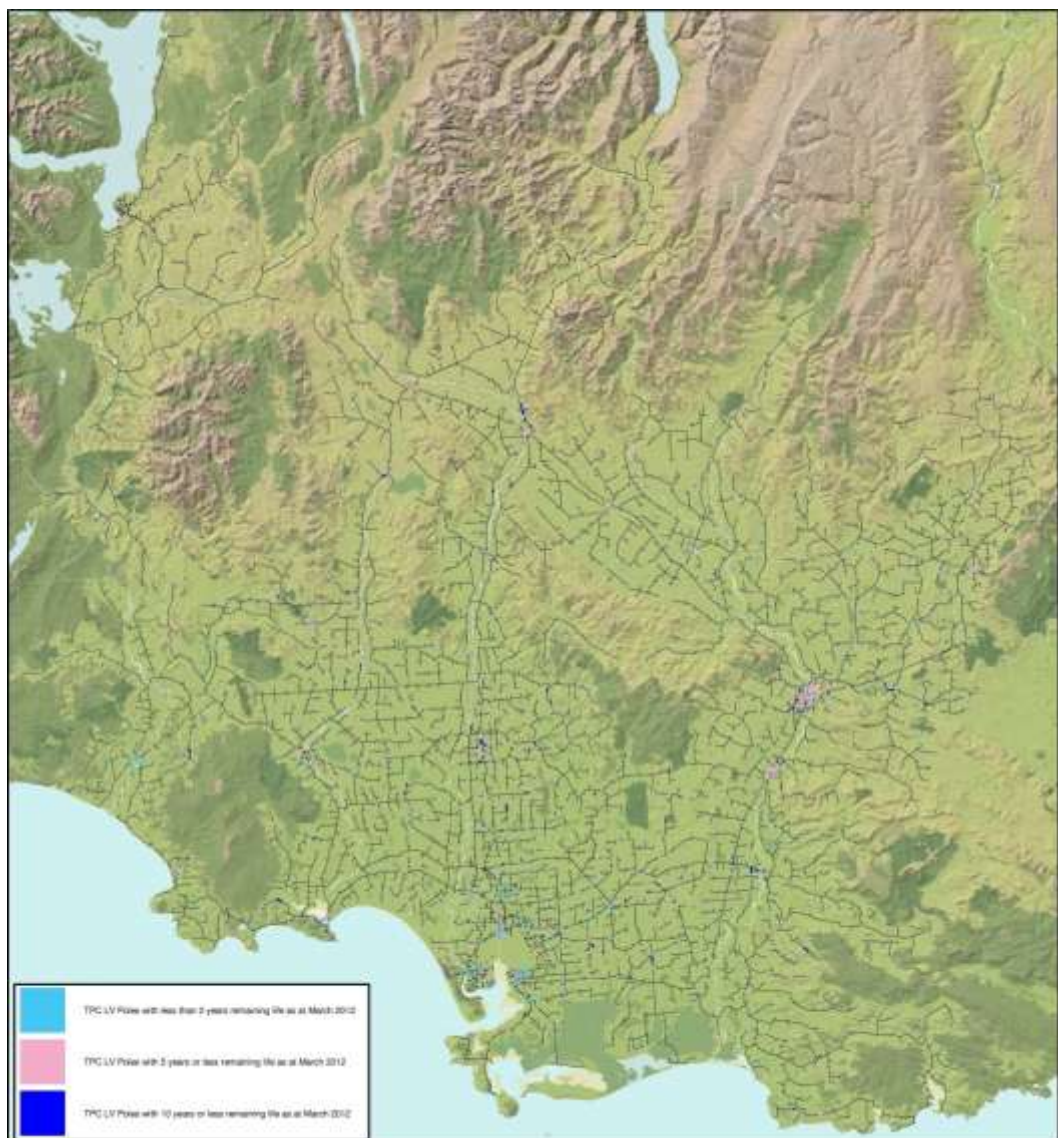 TPC LV Poles with less than 2 years remaining life as at March 2012
TPC LV Poles with 5 years or less remaining life as at March 2012
TPC LV Poles with 10 years or less remaining life as at March 2012